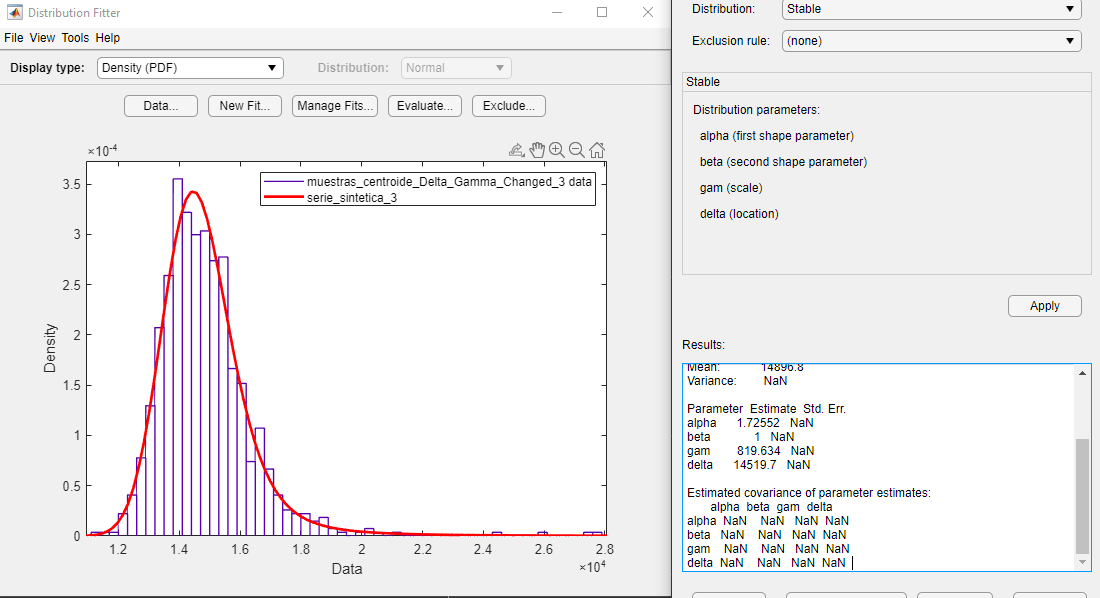 Distribution Fitter
File View Tools Help
Display type: Density (PDF) Distribution: Normal
Data... New Fit... Manage Fits... Evaluate... Exclude...
×10⁻⁴
muestras_centroide_Delta_Gamma_Changed_3 data
serie_sintetica_3
3.5
3
2.5
2
1.5
1
0.5
0
Density
1.2 1.4 1.6 1.8 2 2.2 2.4 2.6 2.8
Data
×10⁴
Distribution: Stable
Exclusion rule: (none)
Stable
Distribution parameters:
alpha (first shape parameter)
beta (second shape parameter)
gam (scale)
delta (location)
Apply
Results:
Mean: 14896.8
Variance: NaN
Parameter Estimate Std. Err.
alpha 1.72552 NaN
beta 1 NaN
gam 819.634 NaN
delta 14519.7 NaN
Estimated covariance of parameter estimates:
alpha beta gam delta
alpha NaN NaN NaN NaN
beta NaN NaN NaN NaN
gam NaN NaN NaN NaN
delta NaN NaN NaN NaN